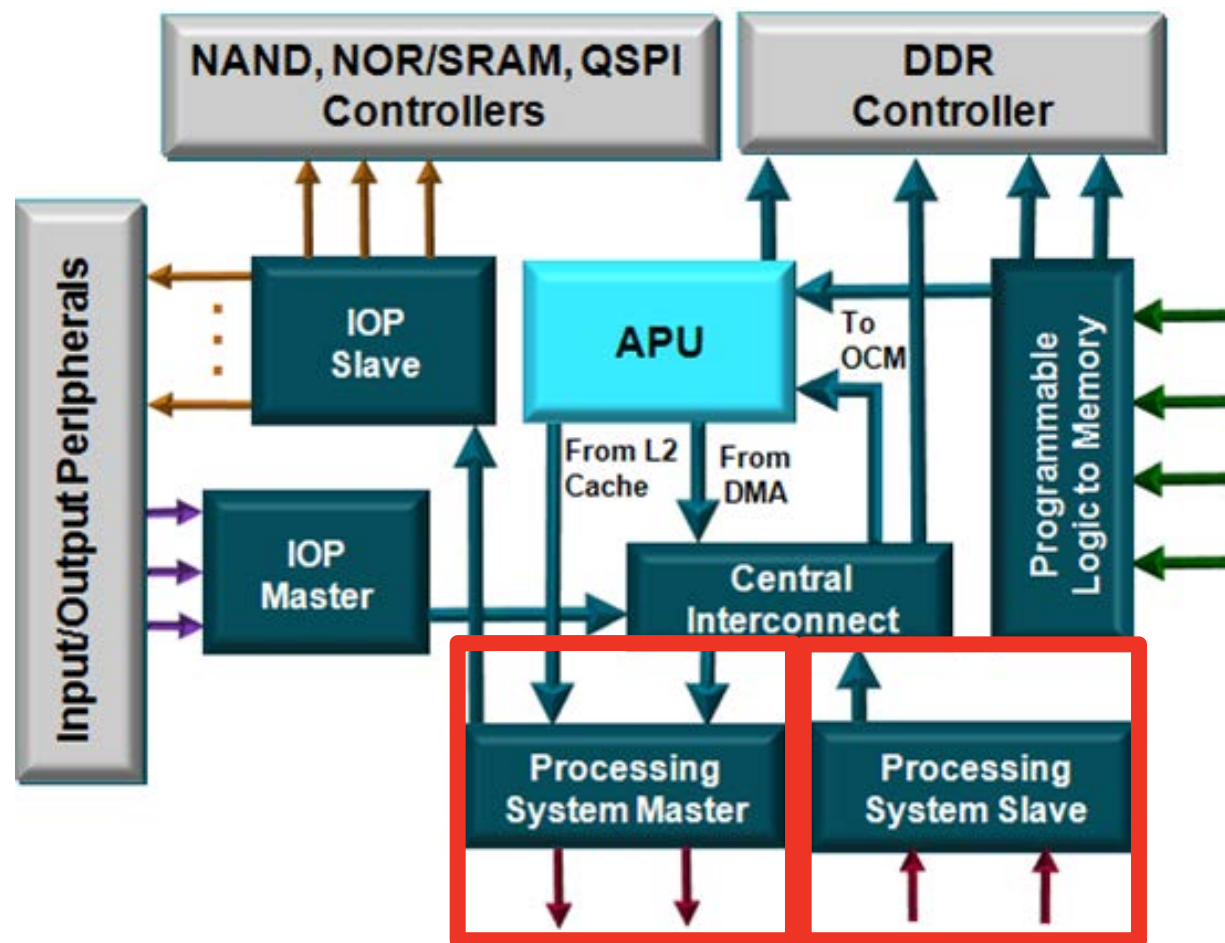 NAND, NOR/SRAM, QSPI
Controllers
DDR
Controller
Input/Output Peripherals
IOP
Slave
APU
To
OCM
Programmable
Logic to Memory
From L2
Cache
From
DMA
IOP
Master
Central
Interconnect
Processing
System Master
Processing
System Slave